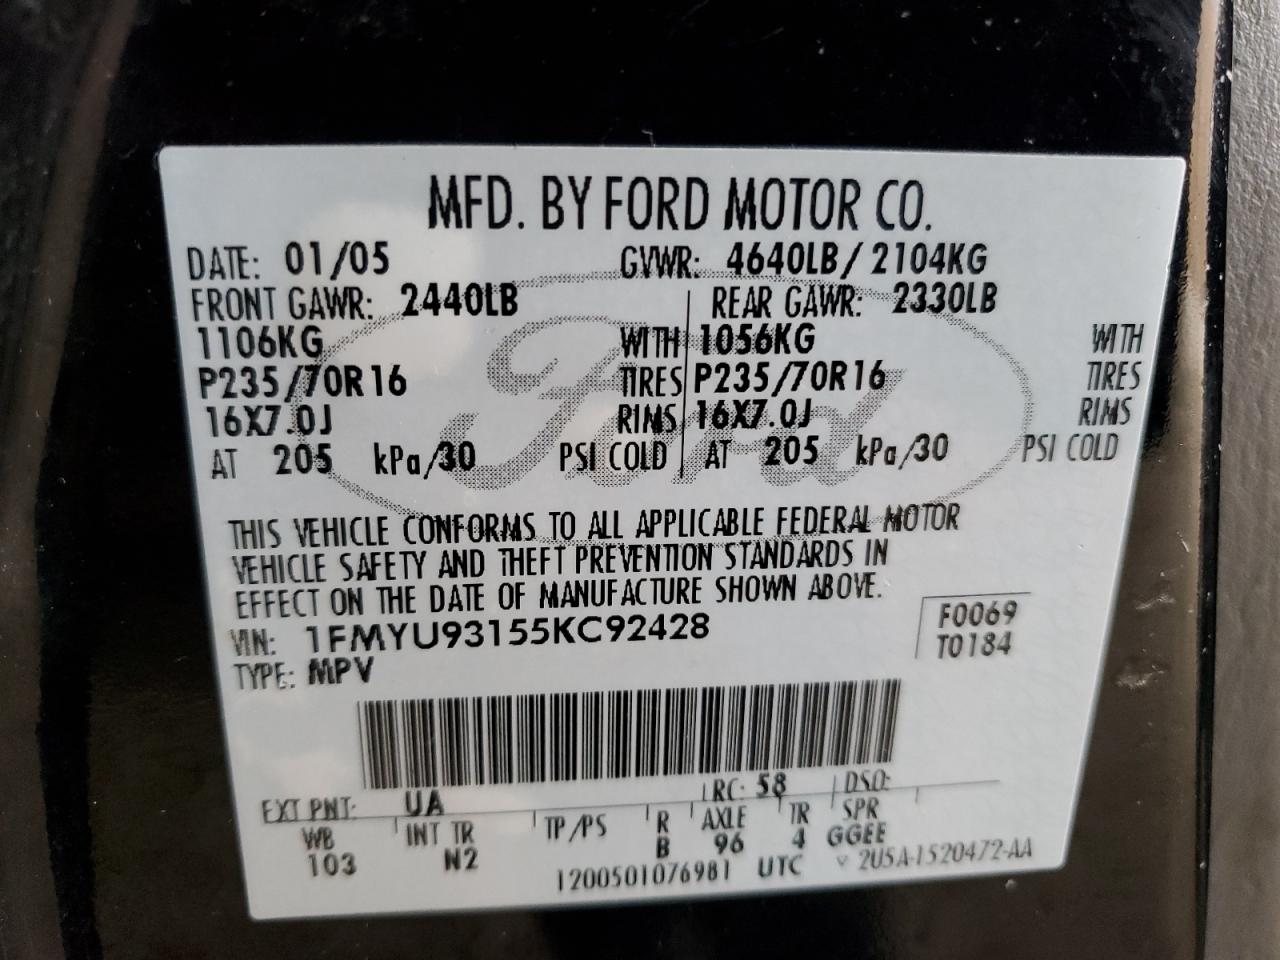 MFD. BY FORD MOTOR CO.
DATE: 01/05 GVWR: 4640LB/2104KG
FRONT GAWR: 2440LB REAR GAWR: 2330LB
1106KG WITH 1056KG WITH
P235/70R16 TIRES P235/70R16 TIRES
16X7.0J RIMS 16X7.0J RIMS
AT 205 kPa/30 PSI COLD AT 205 kPa/30 PSI COLD
Ford
THIS VEHICLE CONFORMS TO ALL APPLICABLE FEDERAL MOTOR
VEHICLE SAFETY AND THEFT PREVENTION STANDARDS IN
EFFECT ON THE DATE OF MANUFACTURE SHOWN ABOVE.
VIN: 1FMYU93155KC92428 F0069
TYPE: MPV T0184
EXT PNT: UA RC: 58 DSO:
WB INT TR TP/PS R AXLE TR SPR
103 N2 B 96 4 GGEE
1200501076981 UTC 2U5A-1520472-AA